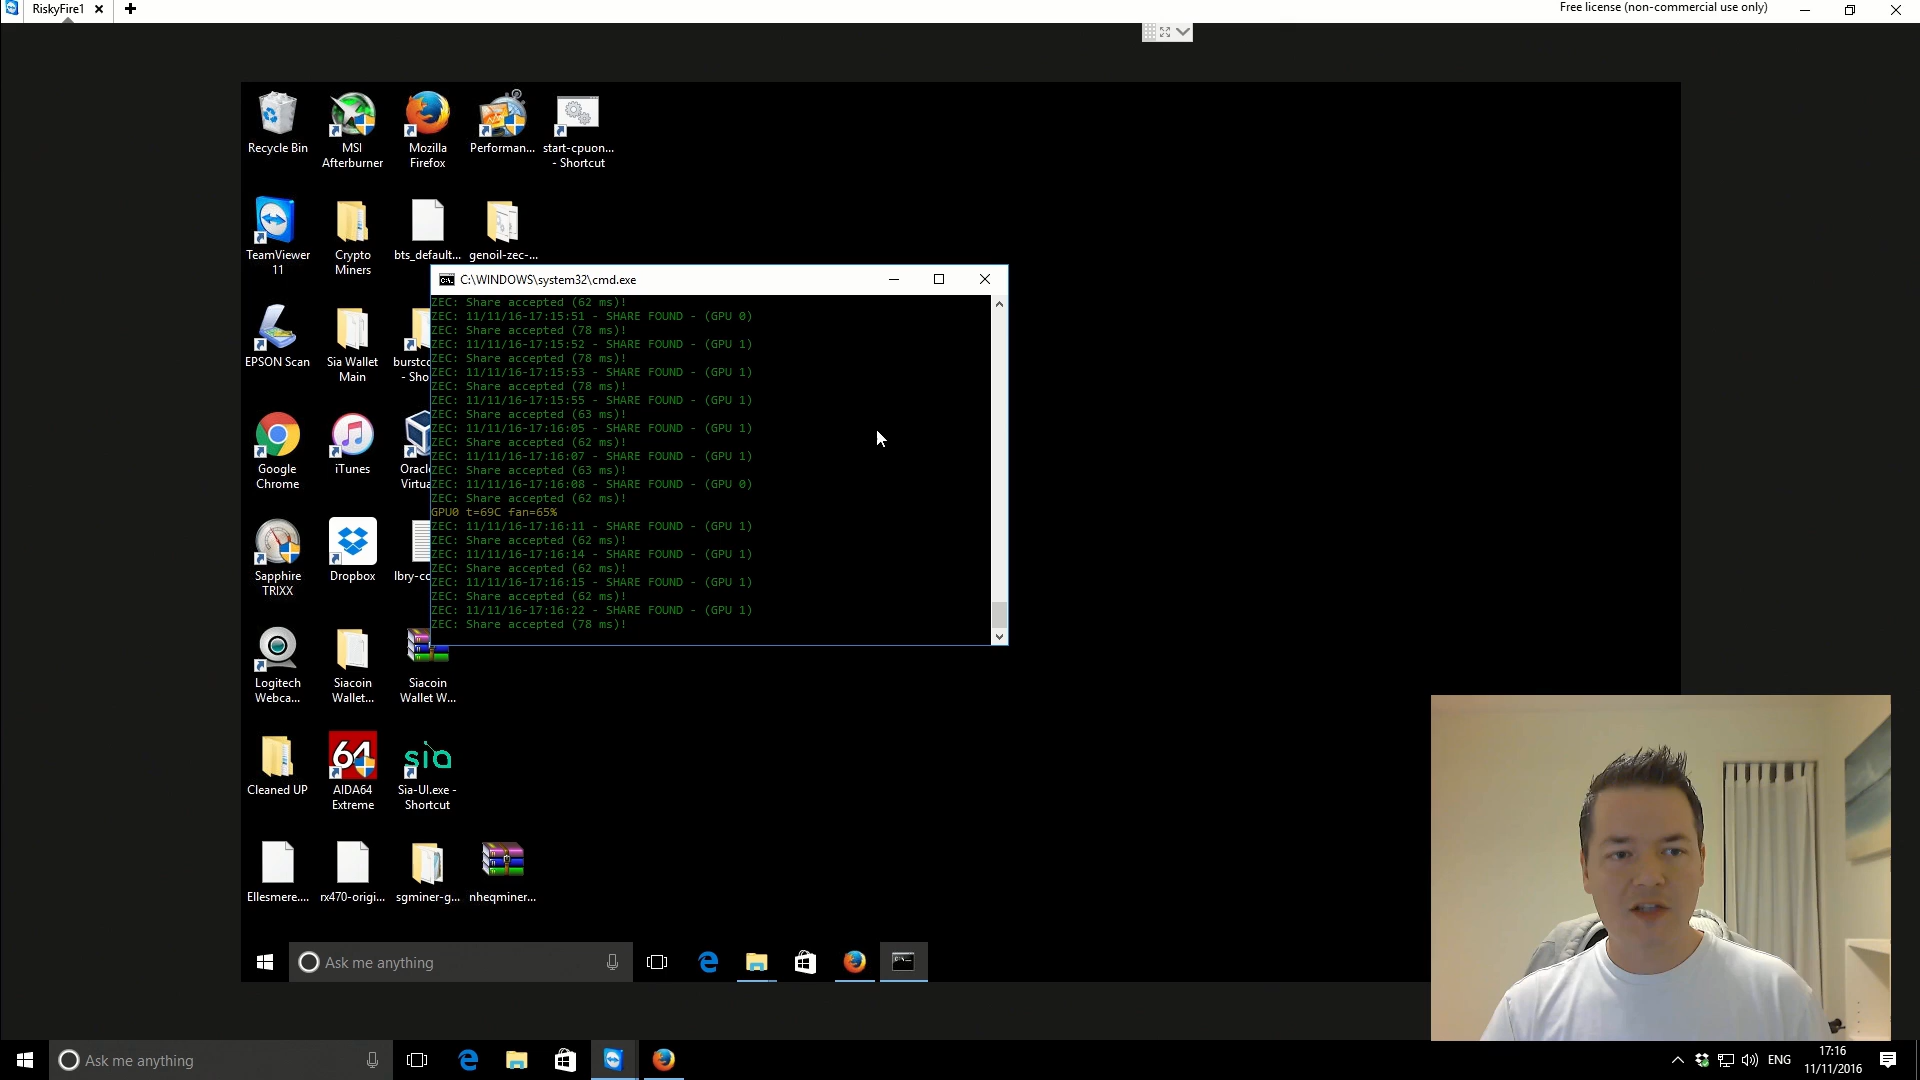 RiskyFire1
Free license (non-commercial use only)
Recycle Bin
MSI
Afterburner
Mozilla
Firefox
Performan...
start-cpuon...
- Shortcut
TeamViewer
11
Crypto
Miners
bts_default...
genoil-zec-...
EPSON Scan
Sia Wallet
Main
burstco
- Sho
Google
Chrome
iTunes
Oracle
Virtua
Sapphire
TRIXX
Dropbox
lbry-co
Logitech
Webca...
Siacoin
Wallet...
Siacoin
Wallet W...
Cleaned UP
64
AIDA64
Extreme
sia
Sia-UI.exe -
Shortcut
Ellesmere....
rx470-origi...
sgminer-g...
nheqminer...
C:\WINDOWS\system32\cmd.exe
ZEC: Share accepted (62 ms)!
ZEC: 11/11/16-17:15:51 - SHARE FOUND - (GPU 0)
ZEC: Share accepted (78 ms)!
ZEC: 11/11/16-17:15:52 - SHARE FOUND - (GPU 1)
ZEC: Share accepted (78 ms)!
ZEC: 11/11/16-17:15:53 - SHARE FOUND - (GPU 1)
ZEC: Share accepted (78 ms)!
ZEC: 11/11/16-17:15:55 - SHARE FOUND - (GPU 1)
ZEC: Share accepted (63 ms)!
ZEC: 11/11/16-17:16:05 - SHARE FOUND - (GPU 1)
ZEC: Share accepted (62 ms)!
ZEC: 11/11/16-17:16:07 - SHARE FOUND - (GPU 1)
ZEC: Share accepted (63 ms)!
ZEC: 11/11/16-17:16:08 - SHARE FOUND - (GPU 0)
ZEC: Share accepted (62 ms)!
GPU0 t=69C fan=65%
ZEC: 11/11/16-17:16:11 - SHARE FOUND - (GPU 1)
ZEC: Share accepted (62 ms)!
ZEC: 11/11/16-17:16:14 - SHARE FOUND - (GPU 1)
ZEC: Share accepted (62 ms)!
ZEC: 11/11/16-17:16:15 - SHARE FOUND - (GPU 1)
ZEC: Share accepted (62 ms)!
ZEC: 11/11/16-17:16:22 - SHARE FOUND - (GPU 1)
ZEC: Share accepted (78 ms)!
Ask me anything
Ask me anything
ENG
17:16
11/11/2016